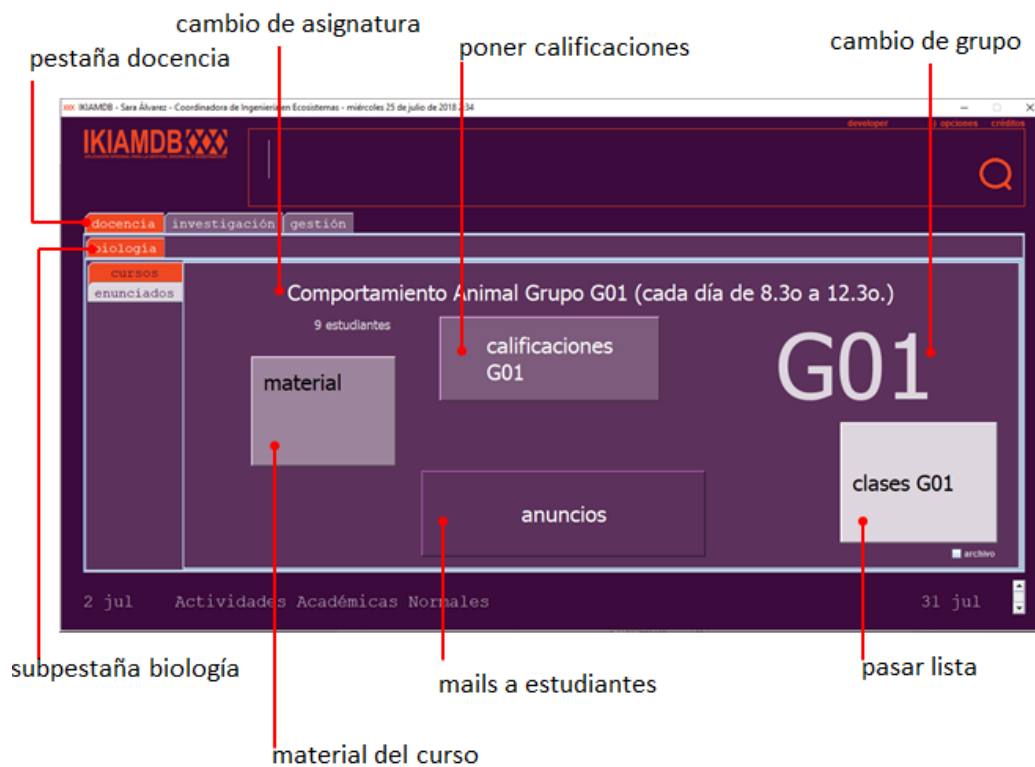 cambio de asignatura
poner calificaciones
cambio de grupo
pestaña docencia
IKIAMDB - Sara Álvarez - Coordinadora de Ingeniería en Ecosistemas - miércoles 25 de julio de 2018 2:34
developer opciones créditos
IKIAMDB
docencia investigación gestión
biología
cursos
enunciados
Comportamiento Animal Grupo G01 (cada día de 8.3o a 12.3o.)
9 estudiantes
calificaciones
G01
G01
material
clases G01
anuncios
archivo
2 jul Actividades Académicas Normales 31 jul
subpestaña biología
mails a estudiantes
pasar lista
material del curso